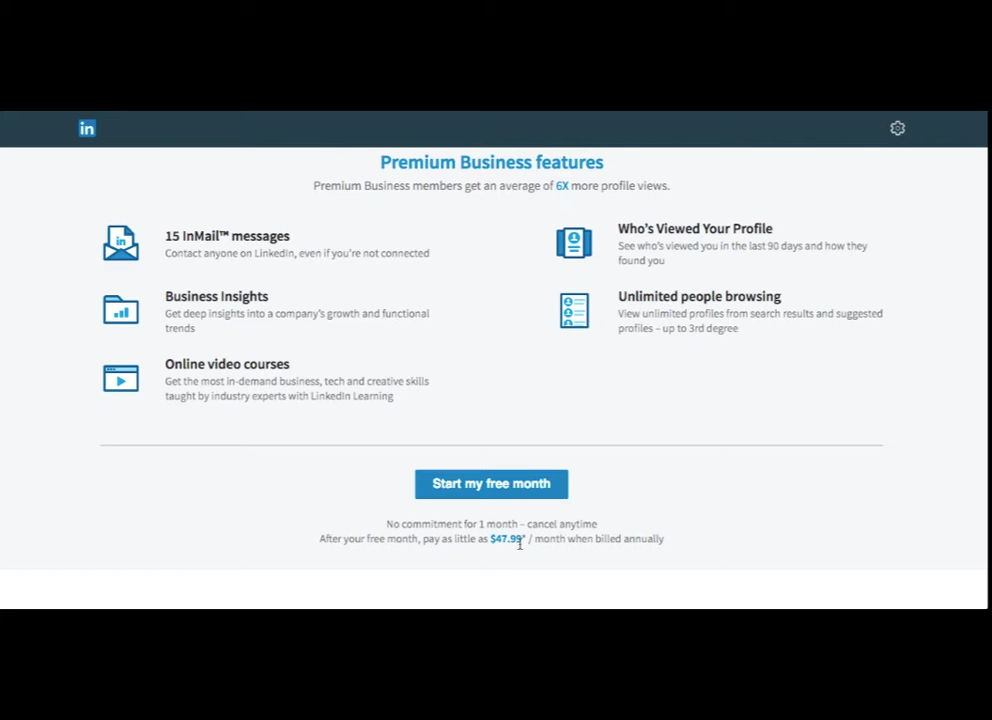 in
Premium Business features
Premium Business members get an average of 6X more profile views.
in
15 InMail™ messages
Contact anyone on LinkedIn, even if you're not connected
Who's Viewed Your Profile
See who's viewed you in the last 90 days and how they
found you
Business Insights
Get deep insights into a company's growth and functional
trends
Unlimited people browsing
View unlimited profiles from search results and suggested
profiles – up to 3rd degree
Online video courses
Get the most in-demand business, tech and creative skills
taught by industry experts with LinkedIn Learning
Start my free month
No commitment for 1 month – cancel anytime
After your free month, pay as little as $47.99* / month when billed annually